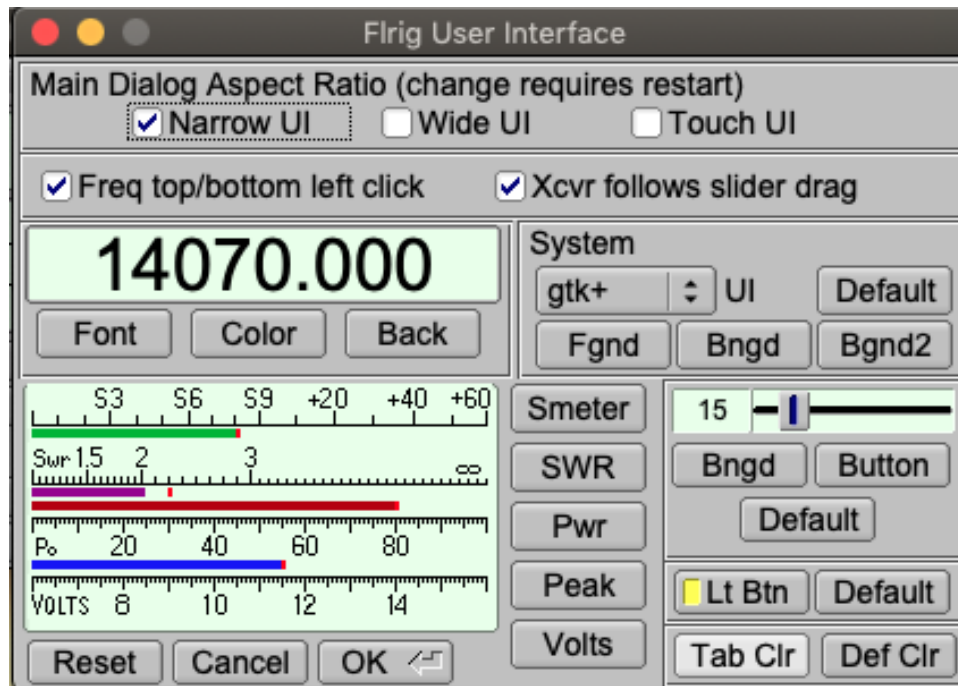 Flrig User Interface
Main Dialog Aspect Ratio (change requires restart)
Narrow UI Wide UI Touch UI
Freq top/bottom left click Xcvr follows slider drag
14070.000
Font Color Back
System
gtk+ UI Default
Fgnd Bngd Bgnd2
S3 S6 S9 +20 +40 +60
Swr 1.5 2 3 ∞
Po 20 40 60 80
VOLTS 8 10 12 14
Smeter
SWR
Pwr
Peak
Volts
15
Bngd Button
Default
Lt Btn Default
Tab Clr Def Clr
Reset Cancel OK